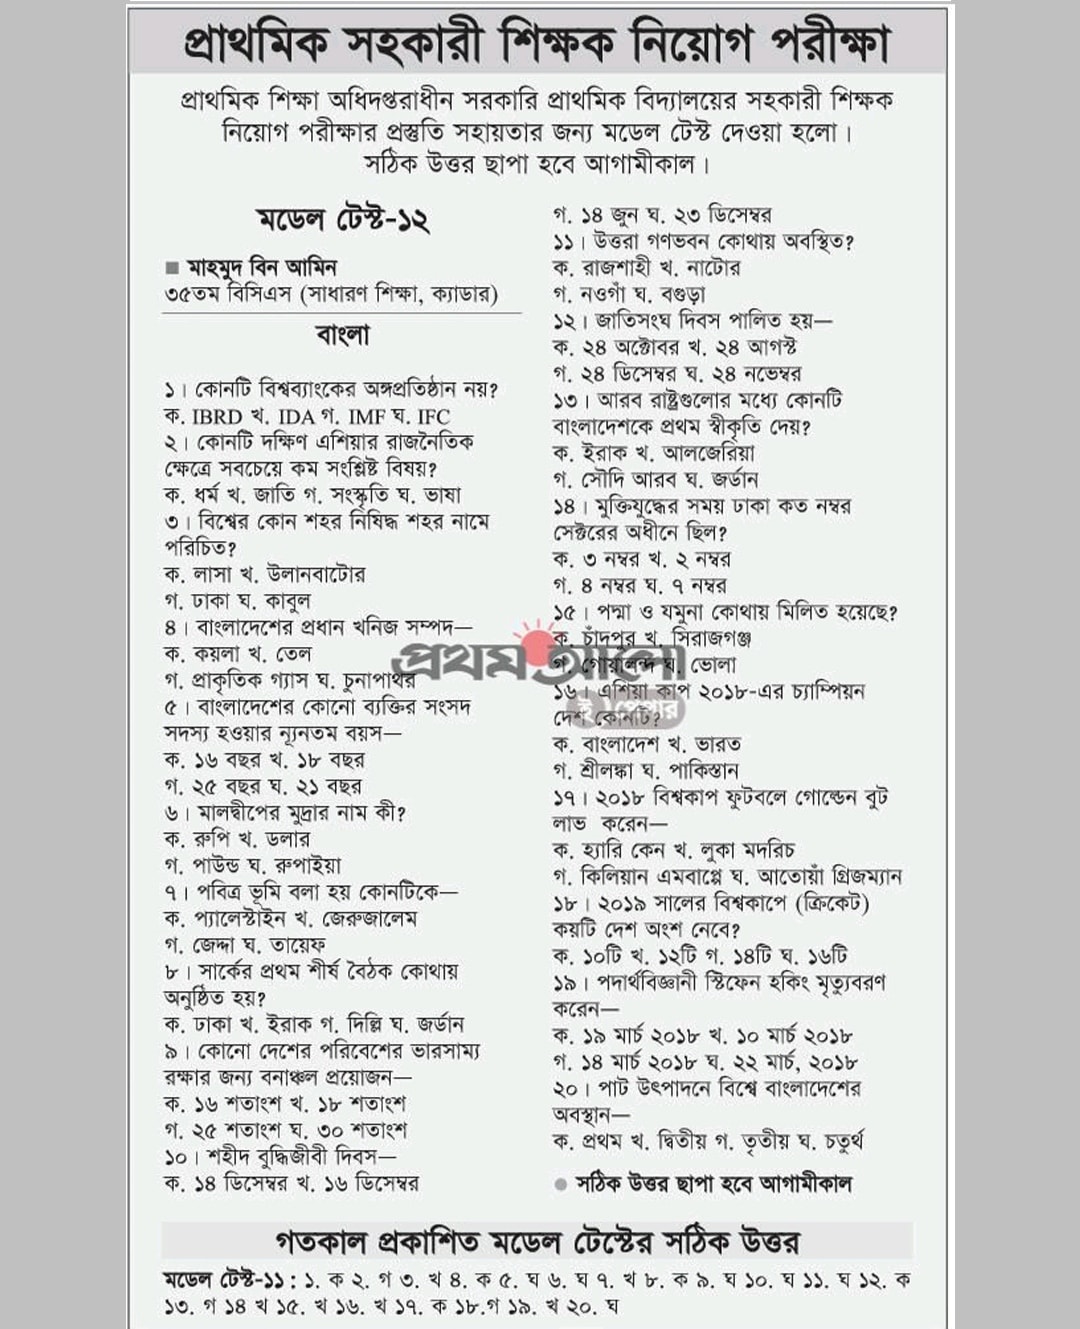 প্রাথমিক সহকারী শিক্ষক নিয়োগ পরীক্ষা
প্রাথমিক শিক্ষা অধিদপ্তরাধীন সরকারি প্রাথমিক বিদ্যালয়ের সহকারী শিক্ষক
নিয়োগ পরীক্ষার প্রস্তুতি সহায়তার জন্য মডেল টেস্ট দেওয়া হলো।
সঠিক উত্তর ছাপা হবে আগামীকাল।
মডেল টেস্ট-১২
■ মাহমুদ বিন আমিন
৩৫তম বিসিএস (সাধারণ শিক্ষা, ক্যাডার)
বাংলা
১। কোনটি বিশ্বব্যাংকের অঙ্গপ্রতিষ্ঠান নয়?
ক. IBRD খ. IDA গ. IMF ঘ. IFC
২। কোনটি দক্ষিণ এশিয়ার রাজনৈতিক
ক্ষেত্রে সবচেয়ে কম সংশ্লিষ্ট বিষয়?
ক. ধর্ম খ. জাতি গ. সংস্কৃতি ঘ. ভাষা
৩। বিশ্বের কোন শহর নিষিদ্ধ শহর নামে
পরিচিত?
ক. লাসা খ. উলানবাটোর
গ. ঢাকা ঘ. কাবুল
৪। বাংলাদেশের প্রধান খনিজ সম্পদ—
ক. কয়লা খ. তেল
গ. প্রাকৃতিক গ্যাস ঘ. চুনাপাথর
৫। বাংলাদেশের কোনো ব্যক্তির সংসদ
সদস্য হওয়ার ন্যূনতম বয়স—
ক. ১৬ বছর খ. ১৮ বছর
গ. ২৫ বছর ঘ. ২১ বছর
৬। মালদ্বীপের মুদ্রার নাম কী?
ক. রুপি খ. ডলার
গ. পাউন্ড ঘ. রুপাইয়া
৭। পবিত্র ভূমি বলা হয় কোনটিকে—
ক. প্যালেস্টাইন খ. জেরুজালেম
গ. জেদ্দা ঘ. তায়েফ
৮। সার্কের প্রথম শীর্ষ বৈঠক কোথায়
অনুষ্ঠিত হয়?
ক. ঢাকা খ. ইরাক গ. দিল্লি ঘ. জর্ডান
৯। কোনো দেশের পরিবেশের ভারসাম্য
রক্ষার জন্য বনাঞ্চল প্রয়োজন—
ক. ১৬ শতাংশ খ. ১৮ শতাংশ
গ. ২৫ শতাংশ ঘ. ৩০ শতাংশ
১০। শহীদ বুদ্ধিজীবী দিবস—
ক. ১৪ ডিসেম্বর খ. ১৬ ডিসেম্বর
গ. ১৪ জুন ঘ. ২৩ ডিসেম্বর
১১। উত্তরা গণভবন কোথায় অবস্থিত?
ক. রাজশাহী খ. নাটোর
গ. নওগাঁ ঘ. বগুড়া
১২। জাতিসংঘ দিবস পালিত হয়—
ক. ২৪ অক্টোবর খ. ২৪ আগস্ট
গ. ২৪ ডিসেম্বর ঘ. ২৪ নভেম্বর
১৩। আরব রাষ্ট্রগুলোর মধ্যে কোনটি
বাংলাদেশকে প্রথম স্বীকৃতি দেয়?
ক. ইরাক খ. আলজেরিয়া
গ. সৌদি আরব ঘ. জর্ডান
১৪। মুক্তিযুদ্ধের সময় ঢাকা কত নম্বর
সেক্টরের অধীনে ছিল?
ক. ৩ নম্বর খ. ২ নম্বর
গ. ৪ নম্বর ঘ. ৭ নম্বর
১৫। পদ্মা ও যমুনা কোথায় মিলিত হয়েছে?
ক. চাঁদপুর খ. সিরাজগঞ্জ
গ. গোয়ালন্দ ঘ. ভোলা
প্রথম আলো
ই পেপার
১৬। এশিয়া কাপ ২০১৮-এর চ্যাম্পিয়ন
দেশ কোনটি?
ক. বাংলাদেশ খ. ভারত
গ. শ্রীলঙ্কা ঘ. পাকিস্তান
১৭। ২০১৮ বিশ্বকাপ ফুটবলে গোল্ডেন বুট
লাভ করেন—
ক. হ্যারি কেন খ. লুকা মদরিচ
গ. কিলিয়ান এমবাপ্পে ঘ. আতোয়াঁ গ্রিজম্যান
১৮। ২০১৯ সালের বিশ্বকাপে (ক্রিকেট)
কয়টি দেশ অংশ নেবে?
ক. ১০টি খ. ১২টি গ. ১৪টি ঘ. ১৬টি
১৯। পদার্থবিজ্ঞানী স্টিফেন হকিং মৃত্যুবরণ
করেন—
ক. ১৯ মার্চ ২০১৮ খ. ১০ মার্চ ২০১৮
গ. ১৪ মার্চ ২০১৮ ঘ. ২২ মার্চ, ২০১৮
২০। পাট উৎপাদনে বিশ্বে বাংলাদেশের
অবস্থান—
ক. প্রথম খ. দ্বিতীয় গ. তৃতীয় ঘ. চতুর্থ
● সঠিক উত্তর ছাপা হবে আগামীকাল
গতকাল প্রকাশিত মডেল টেস্টের সঠিক উত্তর
মডেল টেস্ট-১১ : ১. ক ২. গ ৩. খ ৪. ক ৫. ঘ ৬. ঘ ৭. খ ৮. ক ৯. ঘ ১০. ঘ ১১. ঘ ১২. ক
১৩. গ ১৪ খ ১৫. খ ১৬. খ ১৭. ক ১৮.গ ১৯. খ ২০. ঘ